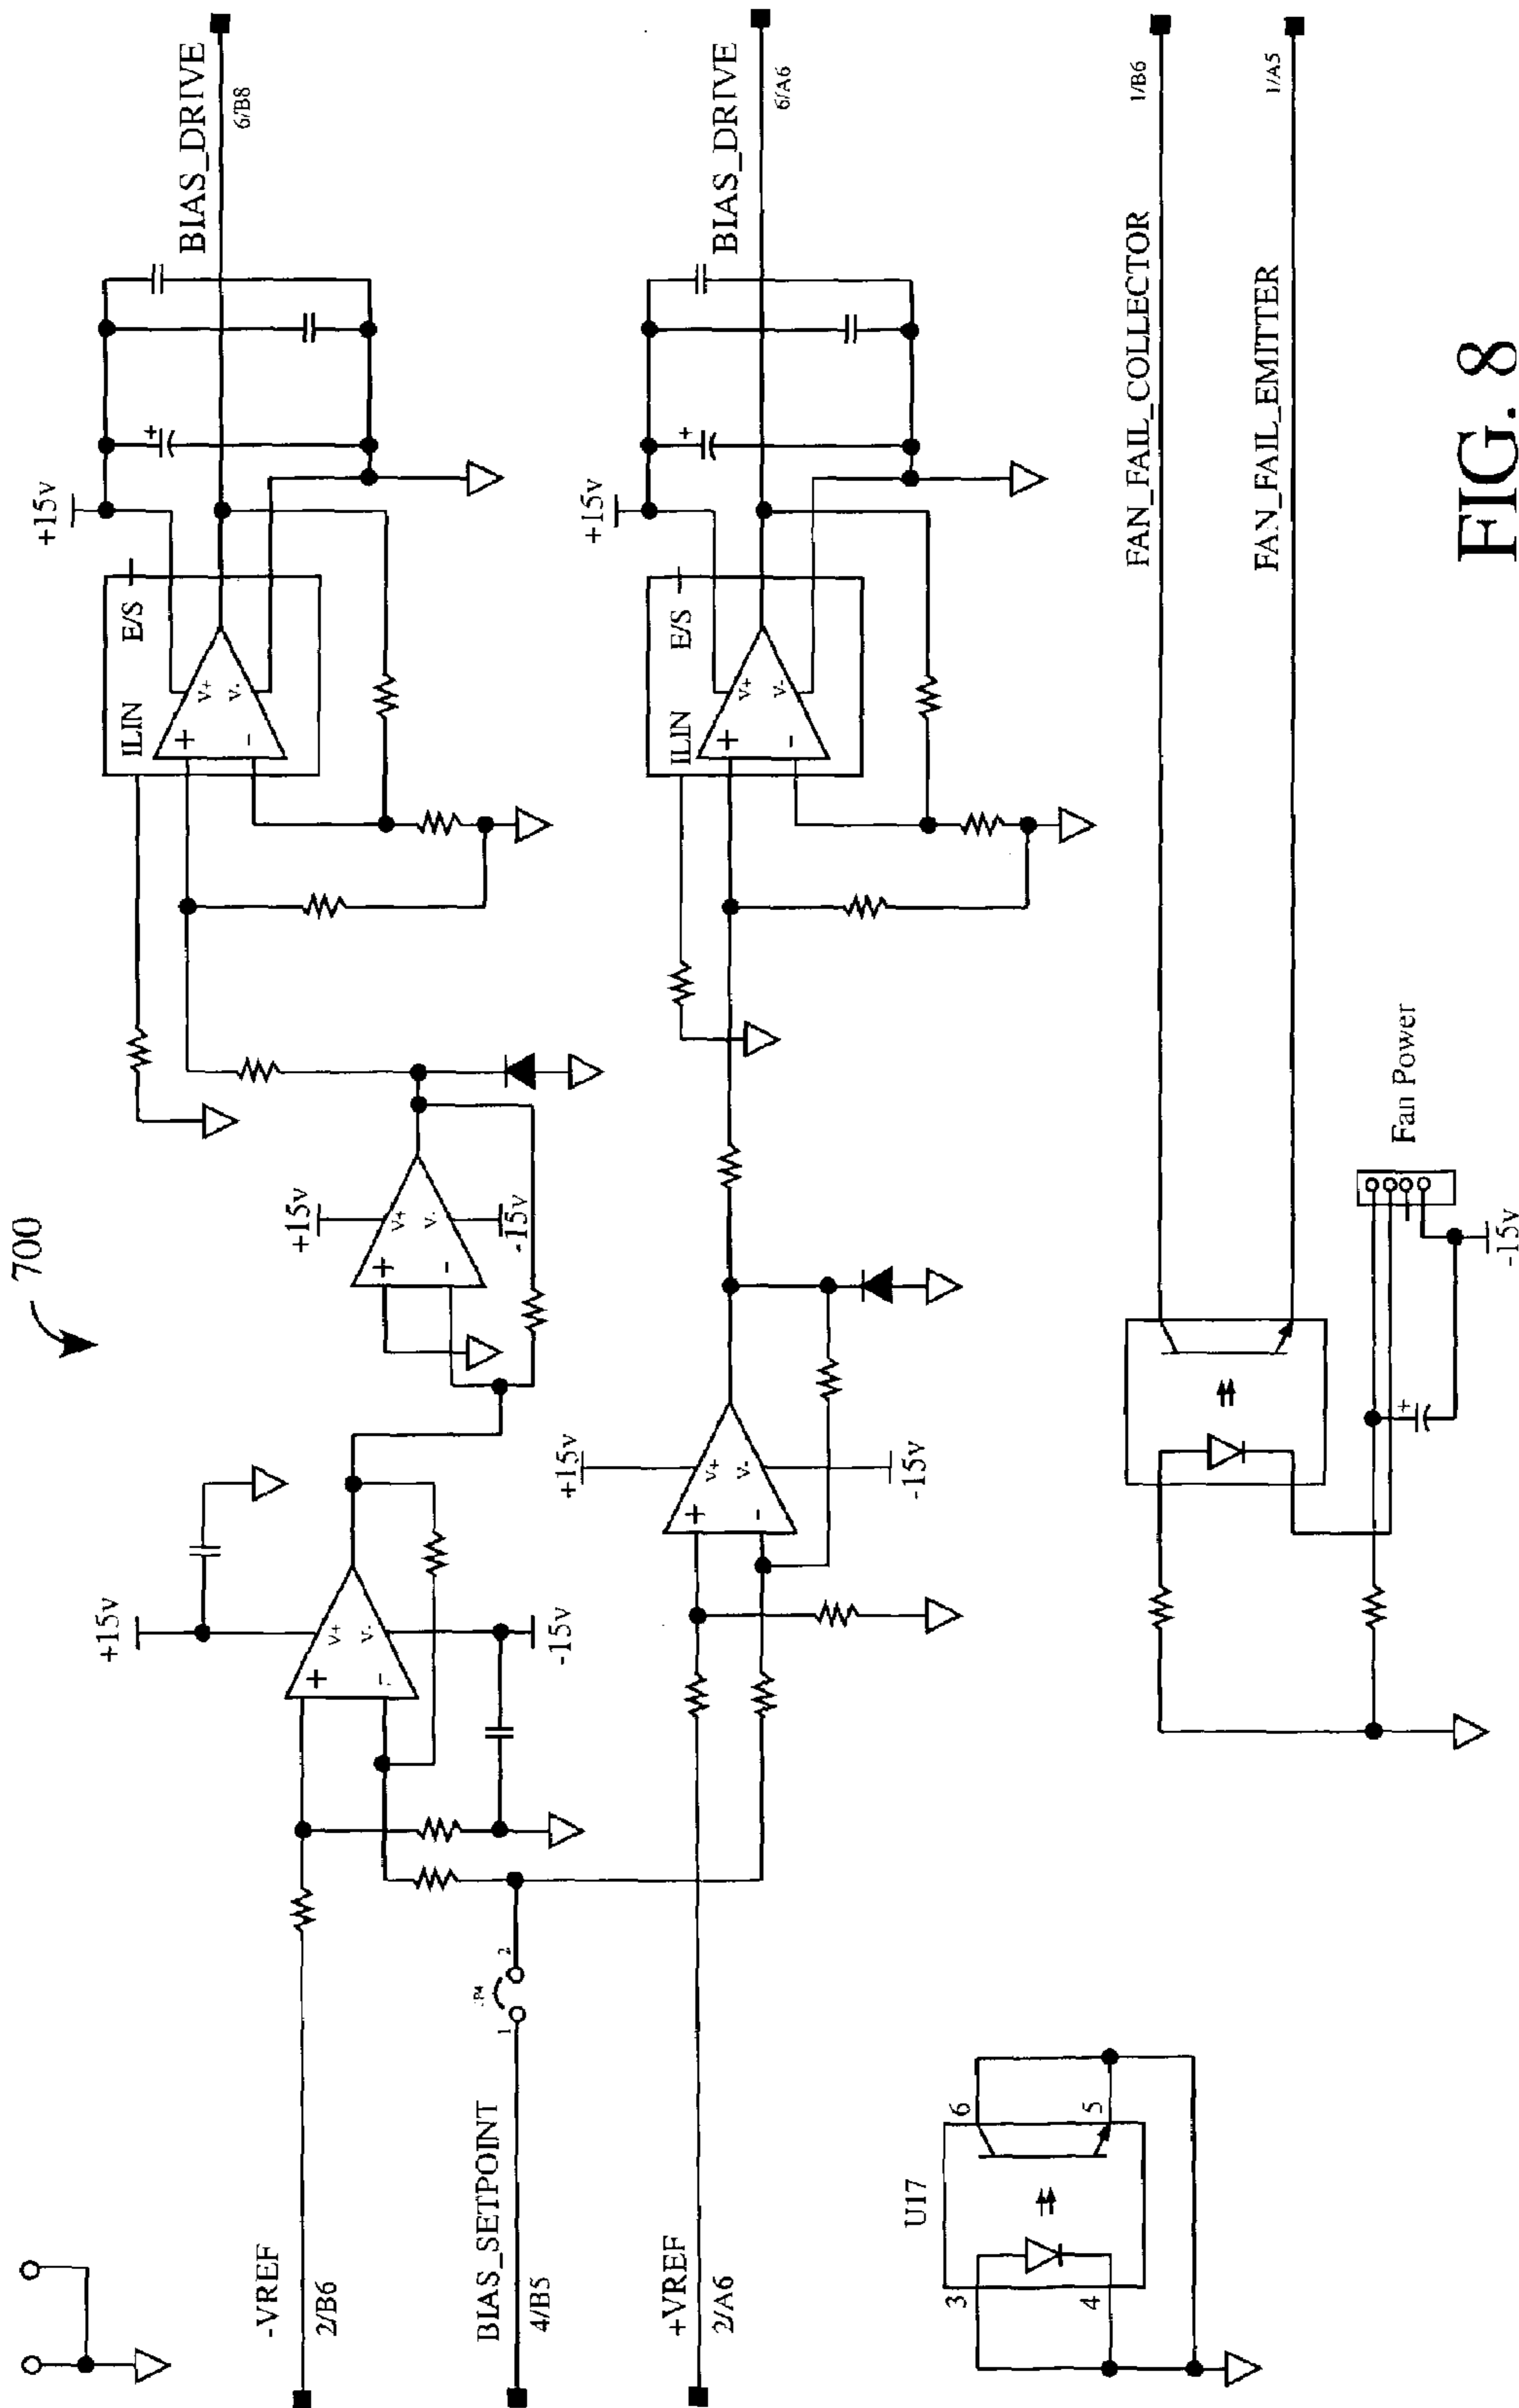 700
-VREF
2/B6
+15v
V+
V-
+
-
-15v
+15v
V+
V-
+
-
-15v
ILIN
E/S
V+
V-
+
-
+15v
+
BIAS_DRIVE
6/B8
BIAS_SETPOINT
4/B5
1
2
+VREF
2/A6
+15v
V+
V-
+
-
-15v
ILIN
E/S
V+
V-
+
-
+15v
+
BIAS_DRIVE
6/A6
U17
3
4
6
5
+
-15v
Fan Power
FAN_FAIL_COLLECTOR
1/B6
FAN_FAIL_EMITTER
1/A5
FIG. 8